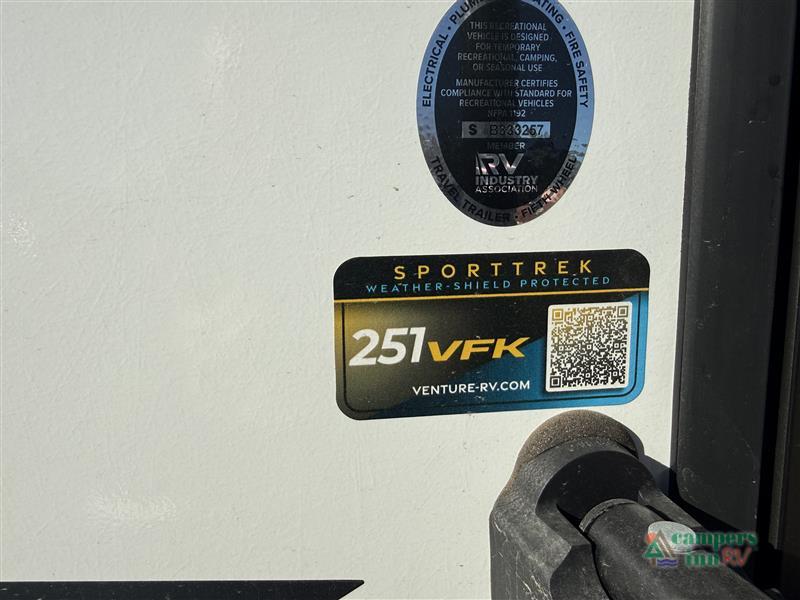 ELECTRICAL • PLUMBING • HEATING • FIRE SAFETY
THIS RECREATIONAL
VEHICLE IS DESIGNED
FOR TEMPORARY
RECREATIONAL, CAMPING,
OR SEASONAL USE
MANUFACTURER CERTIFIES
COMPLIANCE WITH STANDARD FOR
RECREATIONAL VEHICLES
NFPA 1192
S B333257
MEMBER
RV
INDUSTRY
ASSOCIATION
TRAVEL TRAILER • FIFTH WHEEL
SPORTTREK
WEATHER-SHIELD PROTECTED
251VFK
VENTURE-RV.COM
campers
inn RV